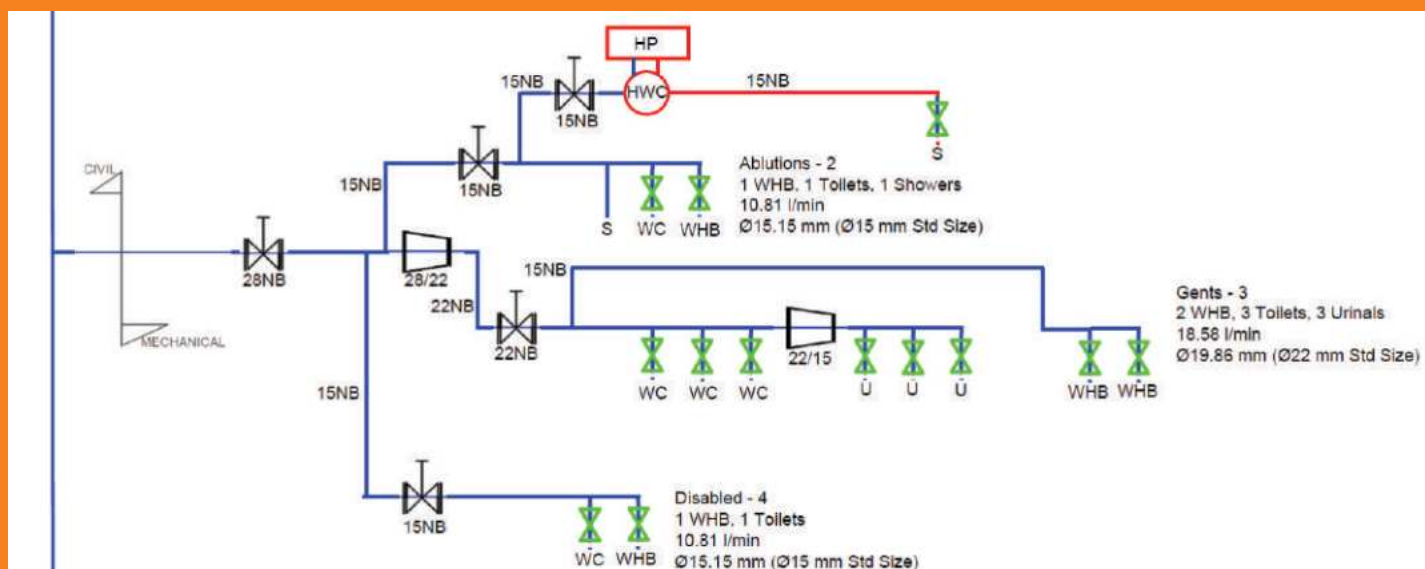 HP
15NB
HWC
15NB
15NB
S
CIVIL
15NB
15NB
Ablutions - 2
1 WHB, 1 Toilets, 1 Showers
10.81 l/min
Ø15.15 mm (Ø15 mm Std Size)
S
WC
WHB
28NB
28/22
15NB
22NB
22NB
MECHANICAL
WC
WC
WC
22/15
U
U
U
WHB
WHB
Gents - 3
2 WHB, 3 Toilets, 3 Urinals
18.58 l/min
Ø19.86 mm (Ø22 mm Std Size)
15NB
15NB
WC
WHB
Disabled - 4
1 WHB, 1 Toilets
10.81 l/min
Ø15.15 mm (Ø15 mm Std Size)